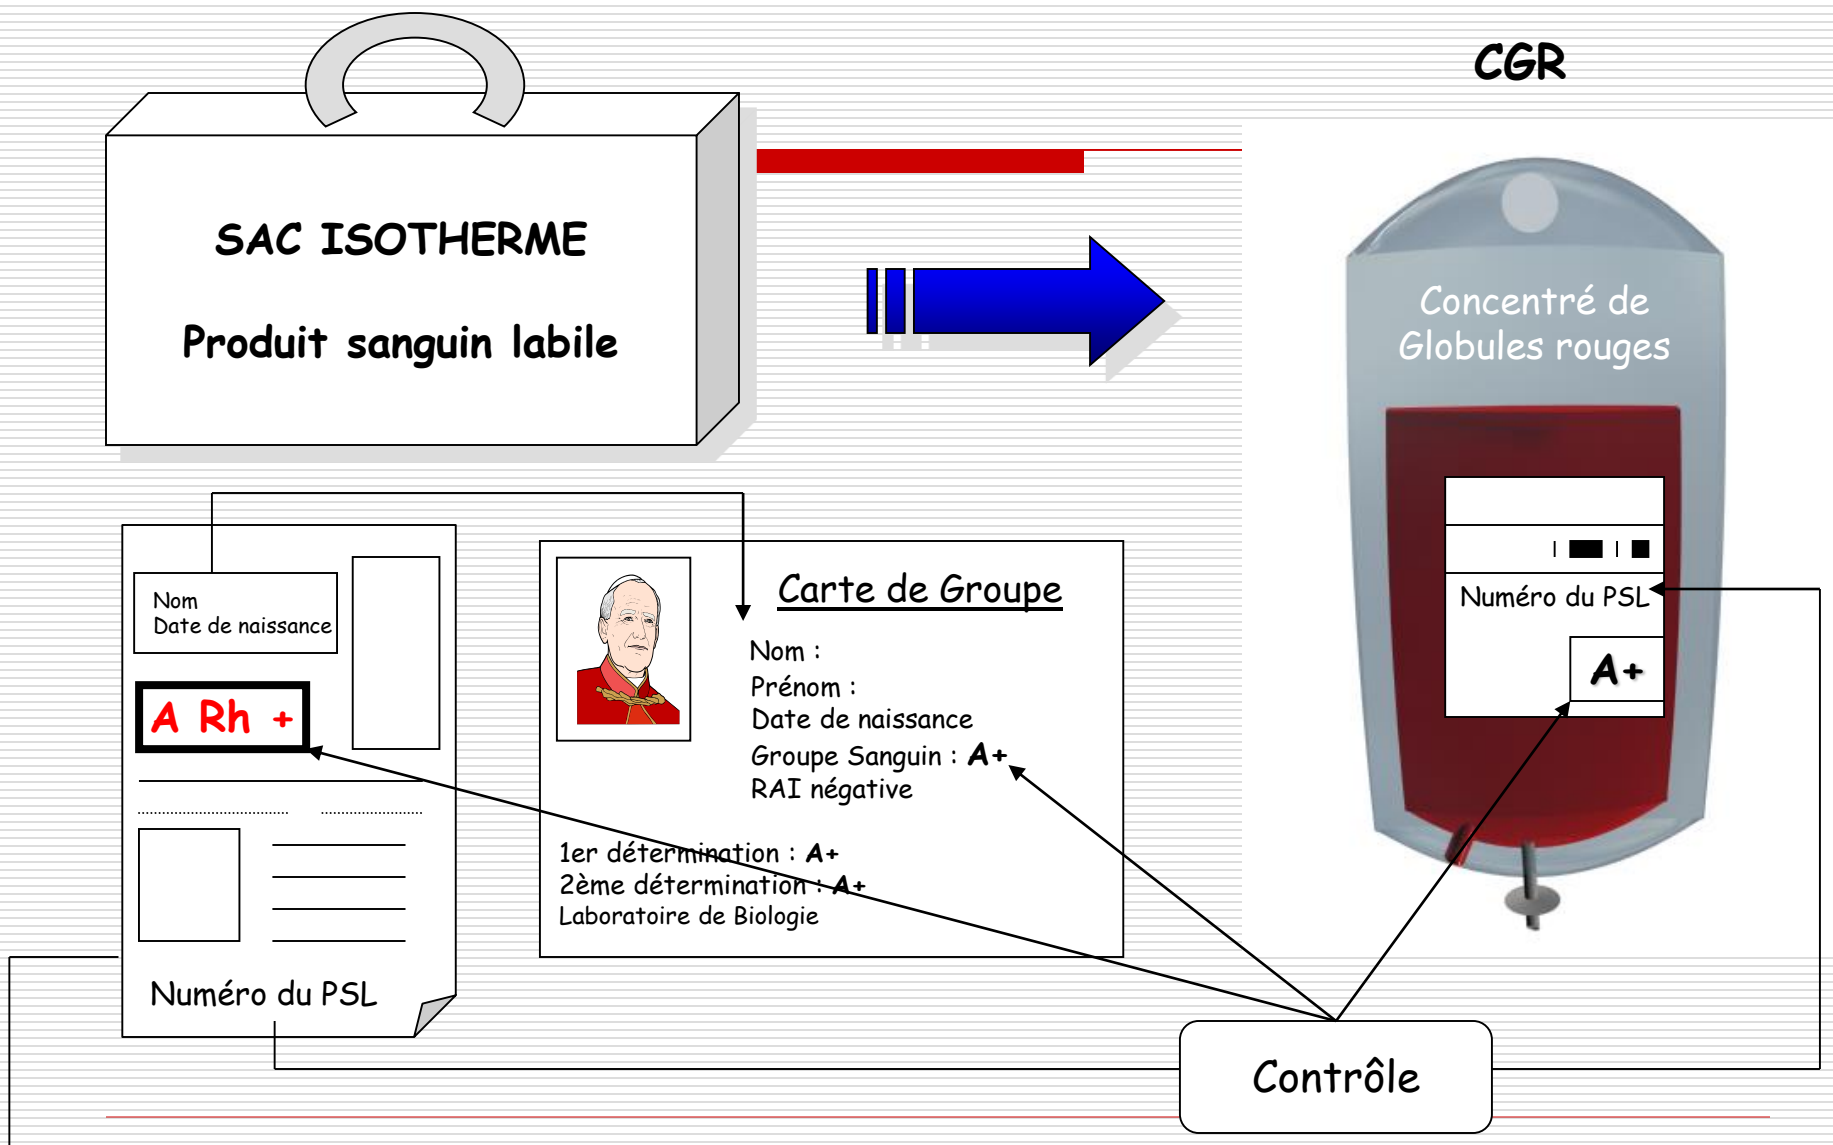 CGR
SAC ISOTHERME
Produit sanguin labile
Concentré de
Globules rouges
Nom
Date de naissance
A Rh +
Numéro du PSL
Carte de Groupe
Nom :
Prénom :
Date de naissance
Groupe Sanguin : A+
RAI négative
1er détermination : A+
2ème détermination : A+
Laboratoire de Biologie
Numéro du PSL
A+
Contrôle